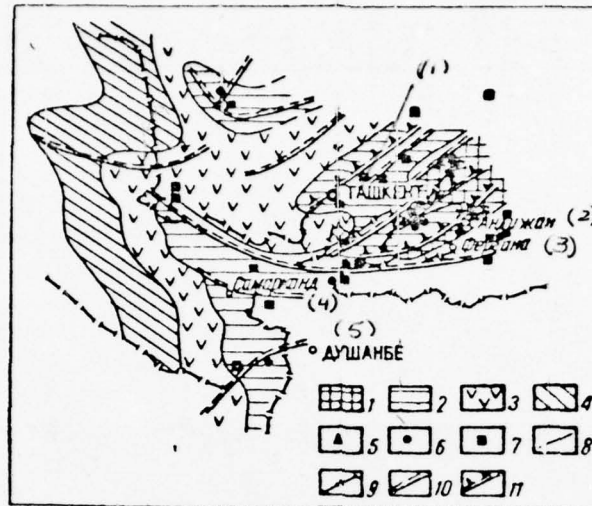 (1)
ТАШКЕНТ
Андижан (2)
Фергана (3)
Самарканд
(4)
(5)
ДУШАНБЕ
1 2 3 4
5 6 7 8
9 10 11